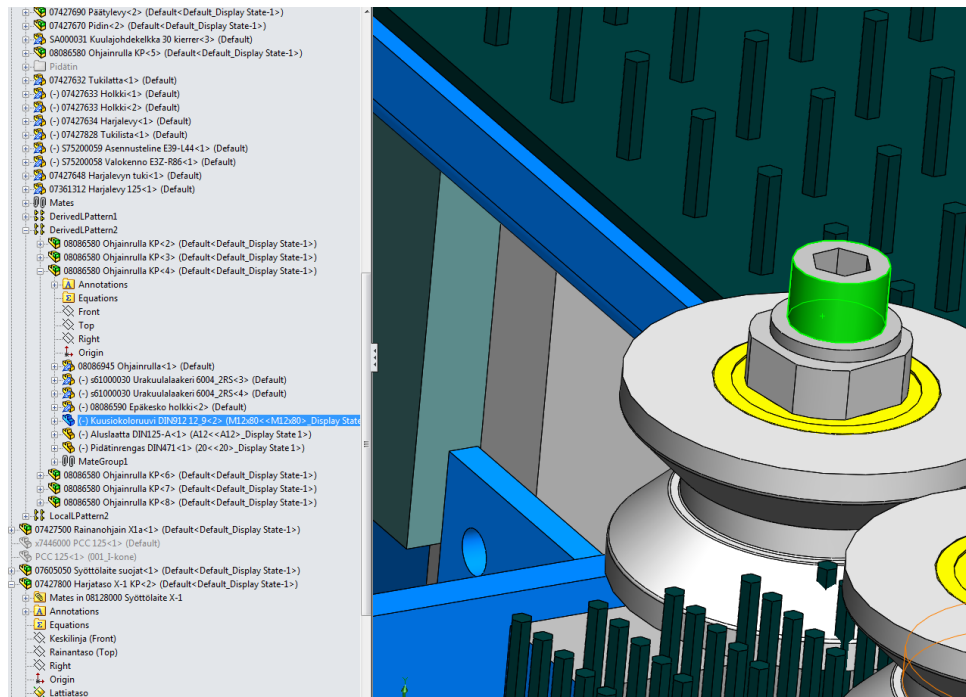 07427690 Päätylevy<2> (Default<Default_Display State-1>)
07427670 Pidin<2> (Default<Default_Display State-1>)
SA000031 Kuulajohdekelkka 30 kierrer<3> (Default)
08086580 Ohjainrulla KP<5> (Default<Default_Display State-1>)
Pidätin
07427632 Tukilatta<1> (Default)
(-) 07427633 Holkki<1> (Default)
(-) 07427633 Holkki<2> (Default)
(-) 07427634 Harjalevy<1> (Default)
(-) 07427828 Tukilista<1> (Default)
(-) S75200059 Asennusteline E39-L44<1> (Default)
(-) S75200058 Valokenno E3Z-R86<1> (Default)
07427648 Harjalevyn tuki<1> (Default)
07361312 Harjalevy 125<1> (Default)
Mates
DerivedLPattern1
DerivedLPattern2
08086580 Ohjainrulla KP<2> (Default<Default_Display State-1>)
08086580 Ohjainrulla KP<3> (Default<Default_Display State-1>)
08086580 Ohjainrulla KP<4> (Default<Default_Display State-1>)
A Annotations
Σ Equations
Front
Top
Right
Origin
08086945 Ohjainrulla<1> (Default)
(-) s61000030 Urakuulalaakeri 6004_2RS<3> (Default)
(-) s61000030 Urakuulalaakeri 6004_2RS<4> (Default)
(-) 08086590 Epäkesko holkki<2> (Default)
(-) Kuusiokoloruuvi DIN912 12_9<2> (M12x80<<M12x80>_Display State
(-) Aluslaatta DIN125-A<1> (A12<<A12>_Display State 1>)
(-) Pidätinrengas DIN471<1> (20<<20>_Display State 1>)
MateGroup1
08086580 Ohjainrulla KP<6> (Default<Default_Display State-1>)
08086580 Ohjainrulla KP<7> (Default<Default_Display State-1>)
08086580 Ohjainrulla KP<8> (Default<Default_Display State-1>)
LocalLPattern2
07427500 Rainanohjain X1a<1> (Default<Default_Display State-1>)
x7446000 PCC 125<1> (Default)
PCC 125<1> (001_I-kone)
07605050 Syöttölaite suojat<1> (Default<Default_Display State-1>)
07427800 Harjataso X-1 KP<2> (Default<Default_Display State-1>)
Mates in 08128000 Syöttölaite X-1
A Annotations
Σ Equations
Keskilinja (Front)
Rainantaso (Top)
Right
Origin
Lattiataso